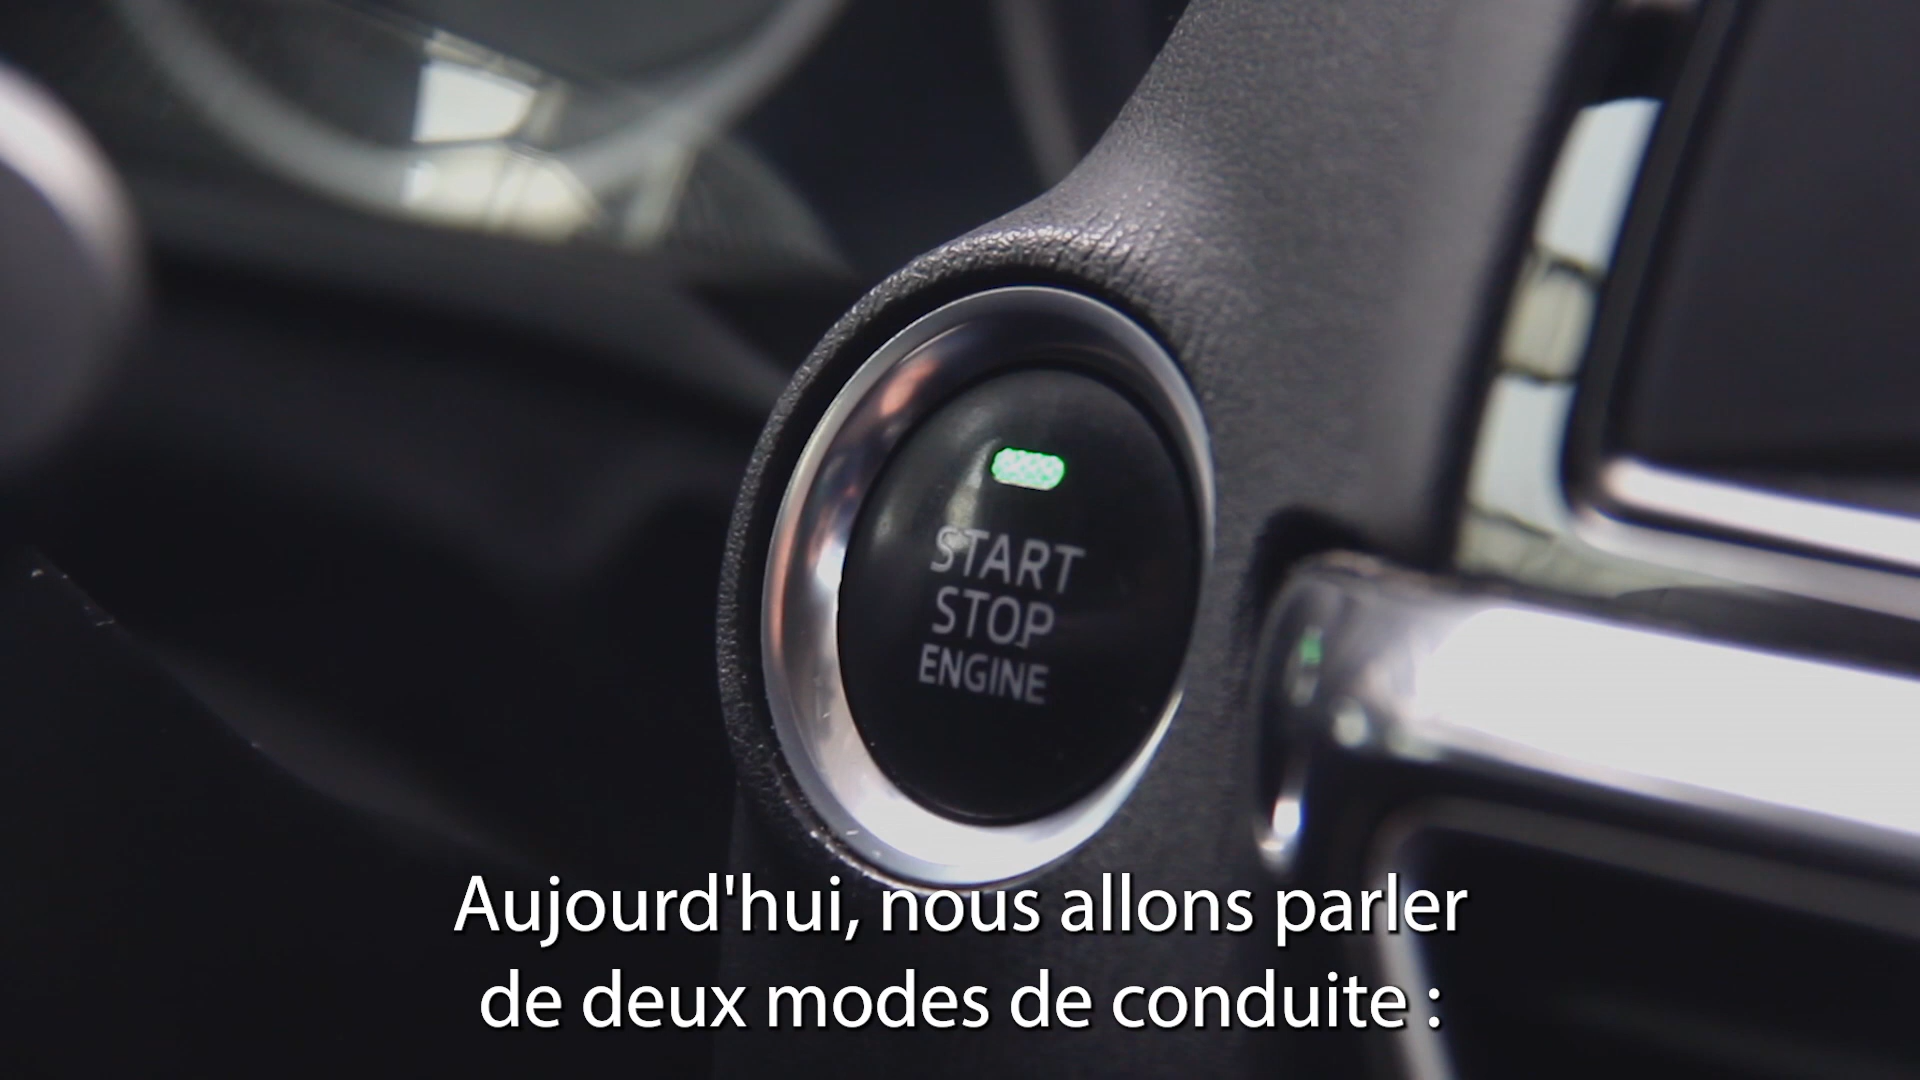 START
STOP
ENGINE
Aujourd'hui, nous allons parler
de deux modes de conduite :